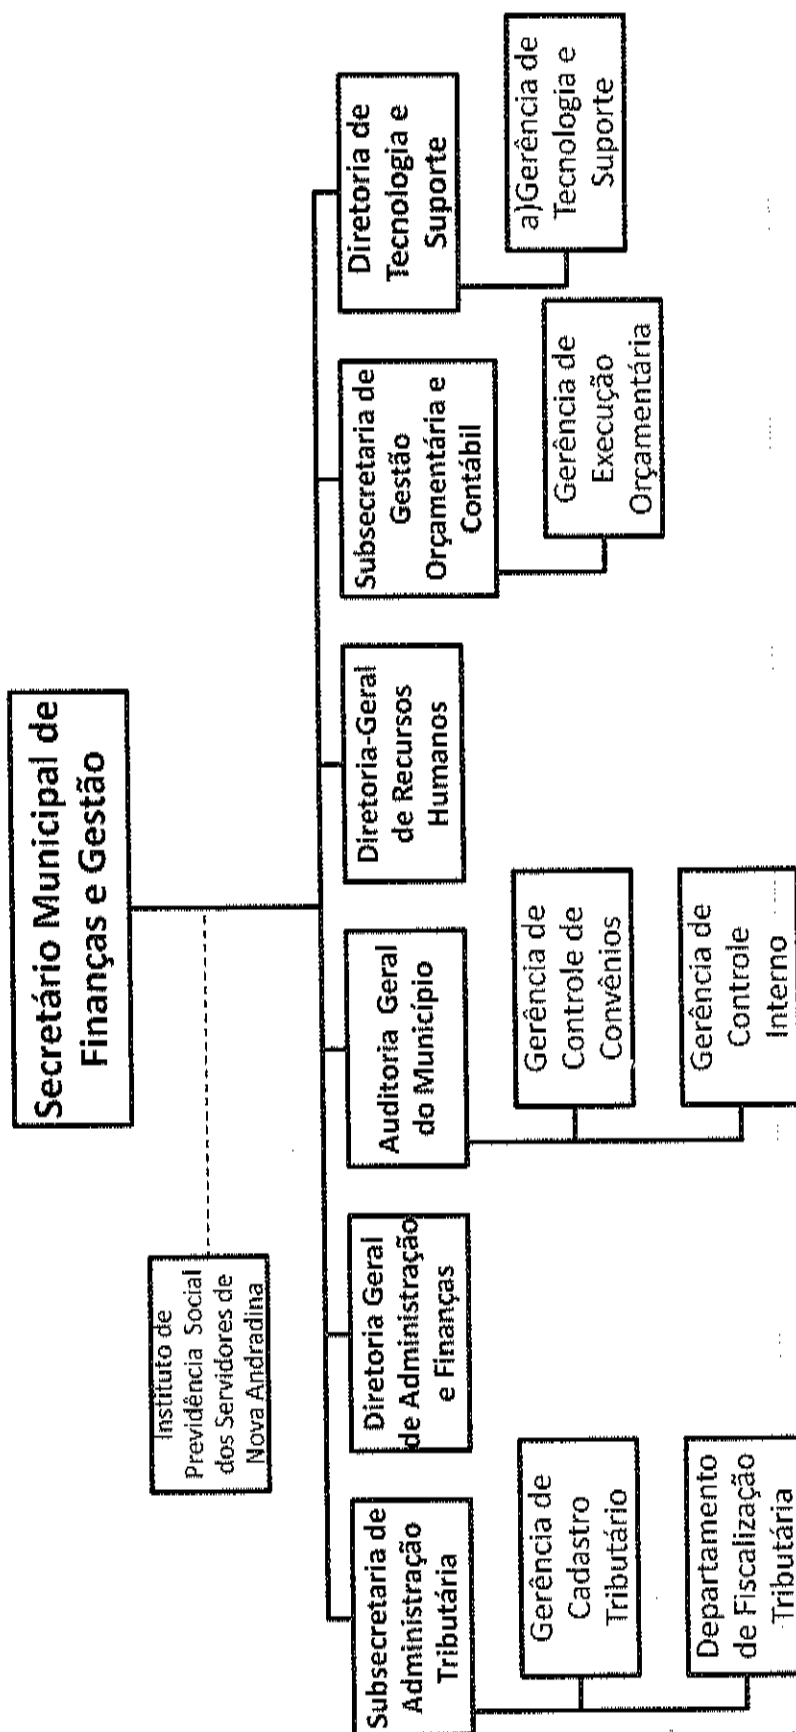 Secretário Municipal de
Finanças e Gestão
Instituto de
Previdência Social
dos Servidores de
Nova Andradina
Subsecretaria de
Administração
Tributária
Gerência de
Cadastro
Tributário
Departamento
de Fiscalização
Tributária
Diretoria Geral
de Administração
e Finanças
Auditoria Geral
do Município
Gerência de
Controle de
Convênios
Gerência de
Controle
Interno
Diretoria-Geral
de Recursos
Humanos
Subsecretaria de
Gestão
Orçamentária e
Contábil
Gerência de
Execução
Orçamentária
Diretoria de
Tecnologia e
Suporte
a)Gerência de
Tecnologia e
Suporte